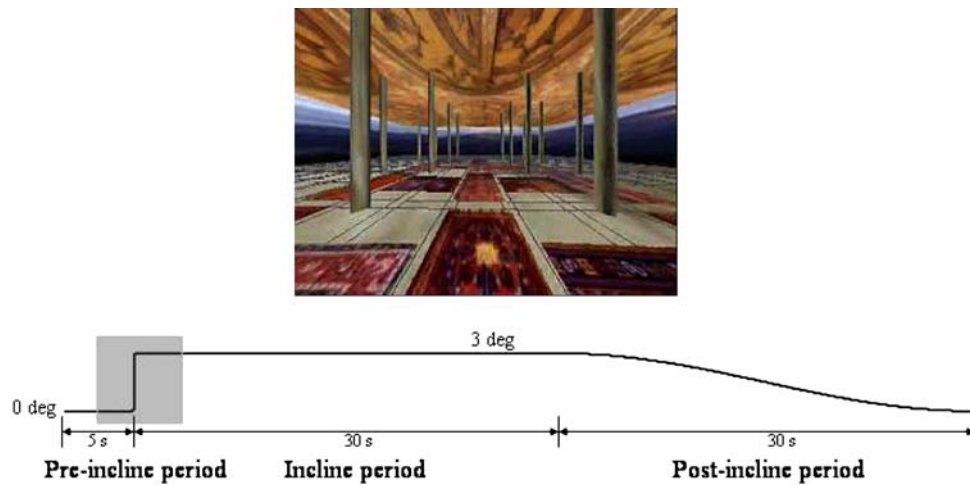 3 deg
0 deg
5 s 30 s 30 s
Pre-incline period Incline period Post-incline period